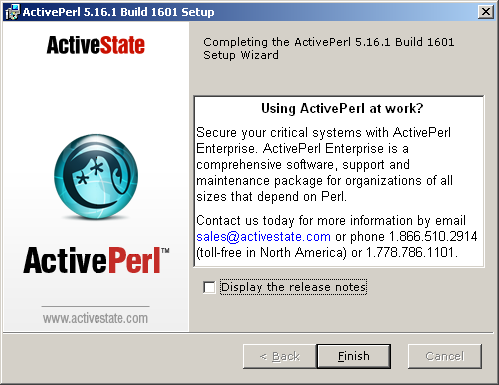 ActivePerl 5.16.1 Build 1601 Setup
ActiveState
Completing the ActivePerl 5.16.1 Build 1601
Setup Wizard
Using ActivePerl at work?
Secure your critical systems with ActivePerl
Enterprise. ActivePerl Enterprise is a
comprehensive software, support and
maintenance package for organizations of all
sizes that depend on Perl.
Contact us today for more information by email
sales@activestate.com or phone 1.866.510.2914
(toll-free in North America) or 1.778.786.1101.
ActivePerl™
Display the release notes
www.activestate.com
< Back
Finish
Cancel